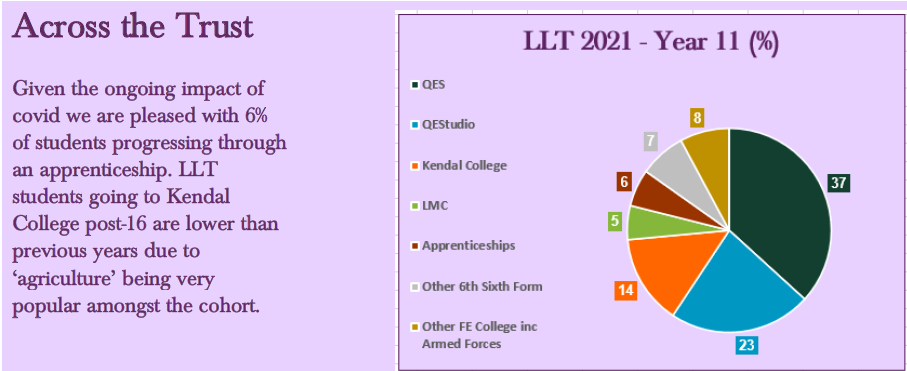 Across the Trust
Given the ongoing impact of
covid we are pleased with 6%
of students progressing through
an apprenticeship. LLT
students going to Kendal
College post-16 are lower than
previous years due to
‘agriculture’ being very
popular amongst the cohort.
LLT 2021 - Year 11 (%)
QES
QEStudio
Kendal College
LMC
Apprenticeships
Other 6th Sixth Form
Other FE College inc
Armed Forces
37
23
14
5
6
7
8